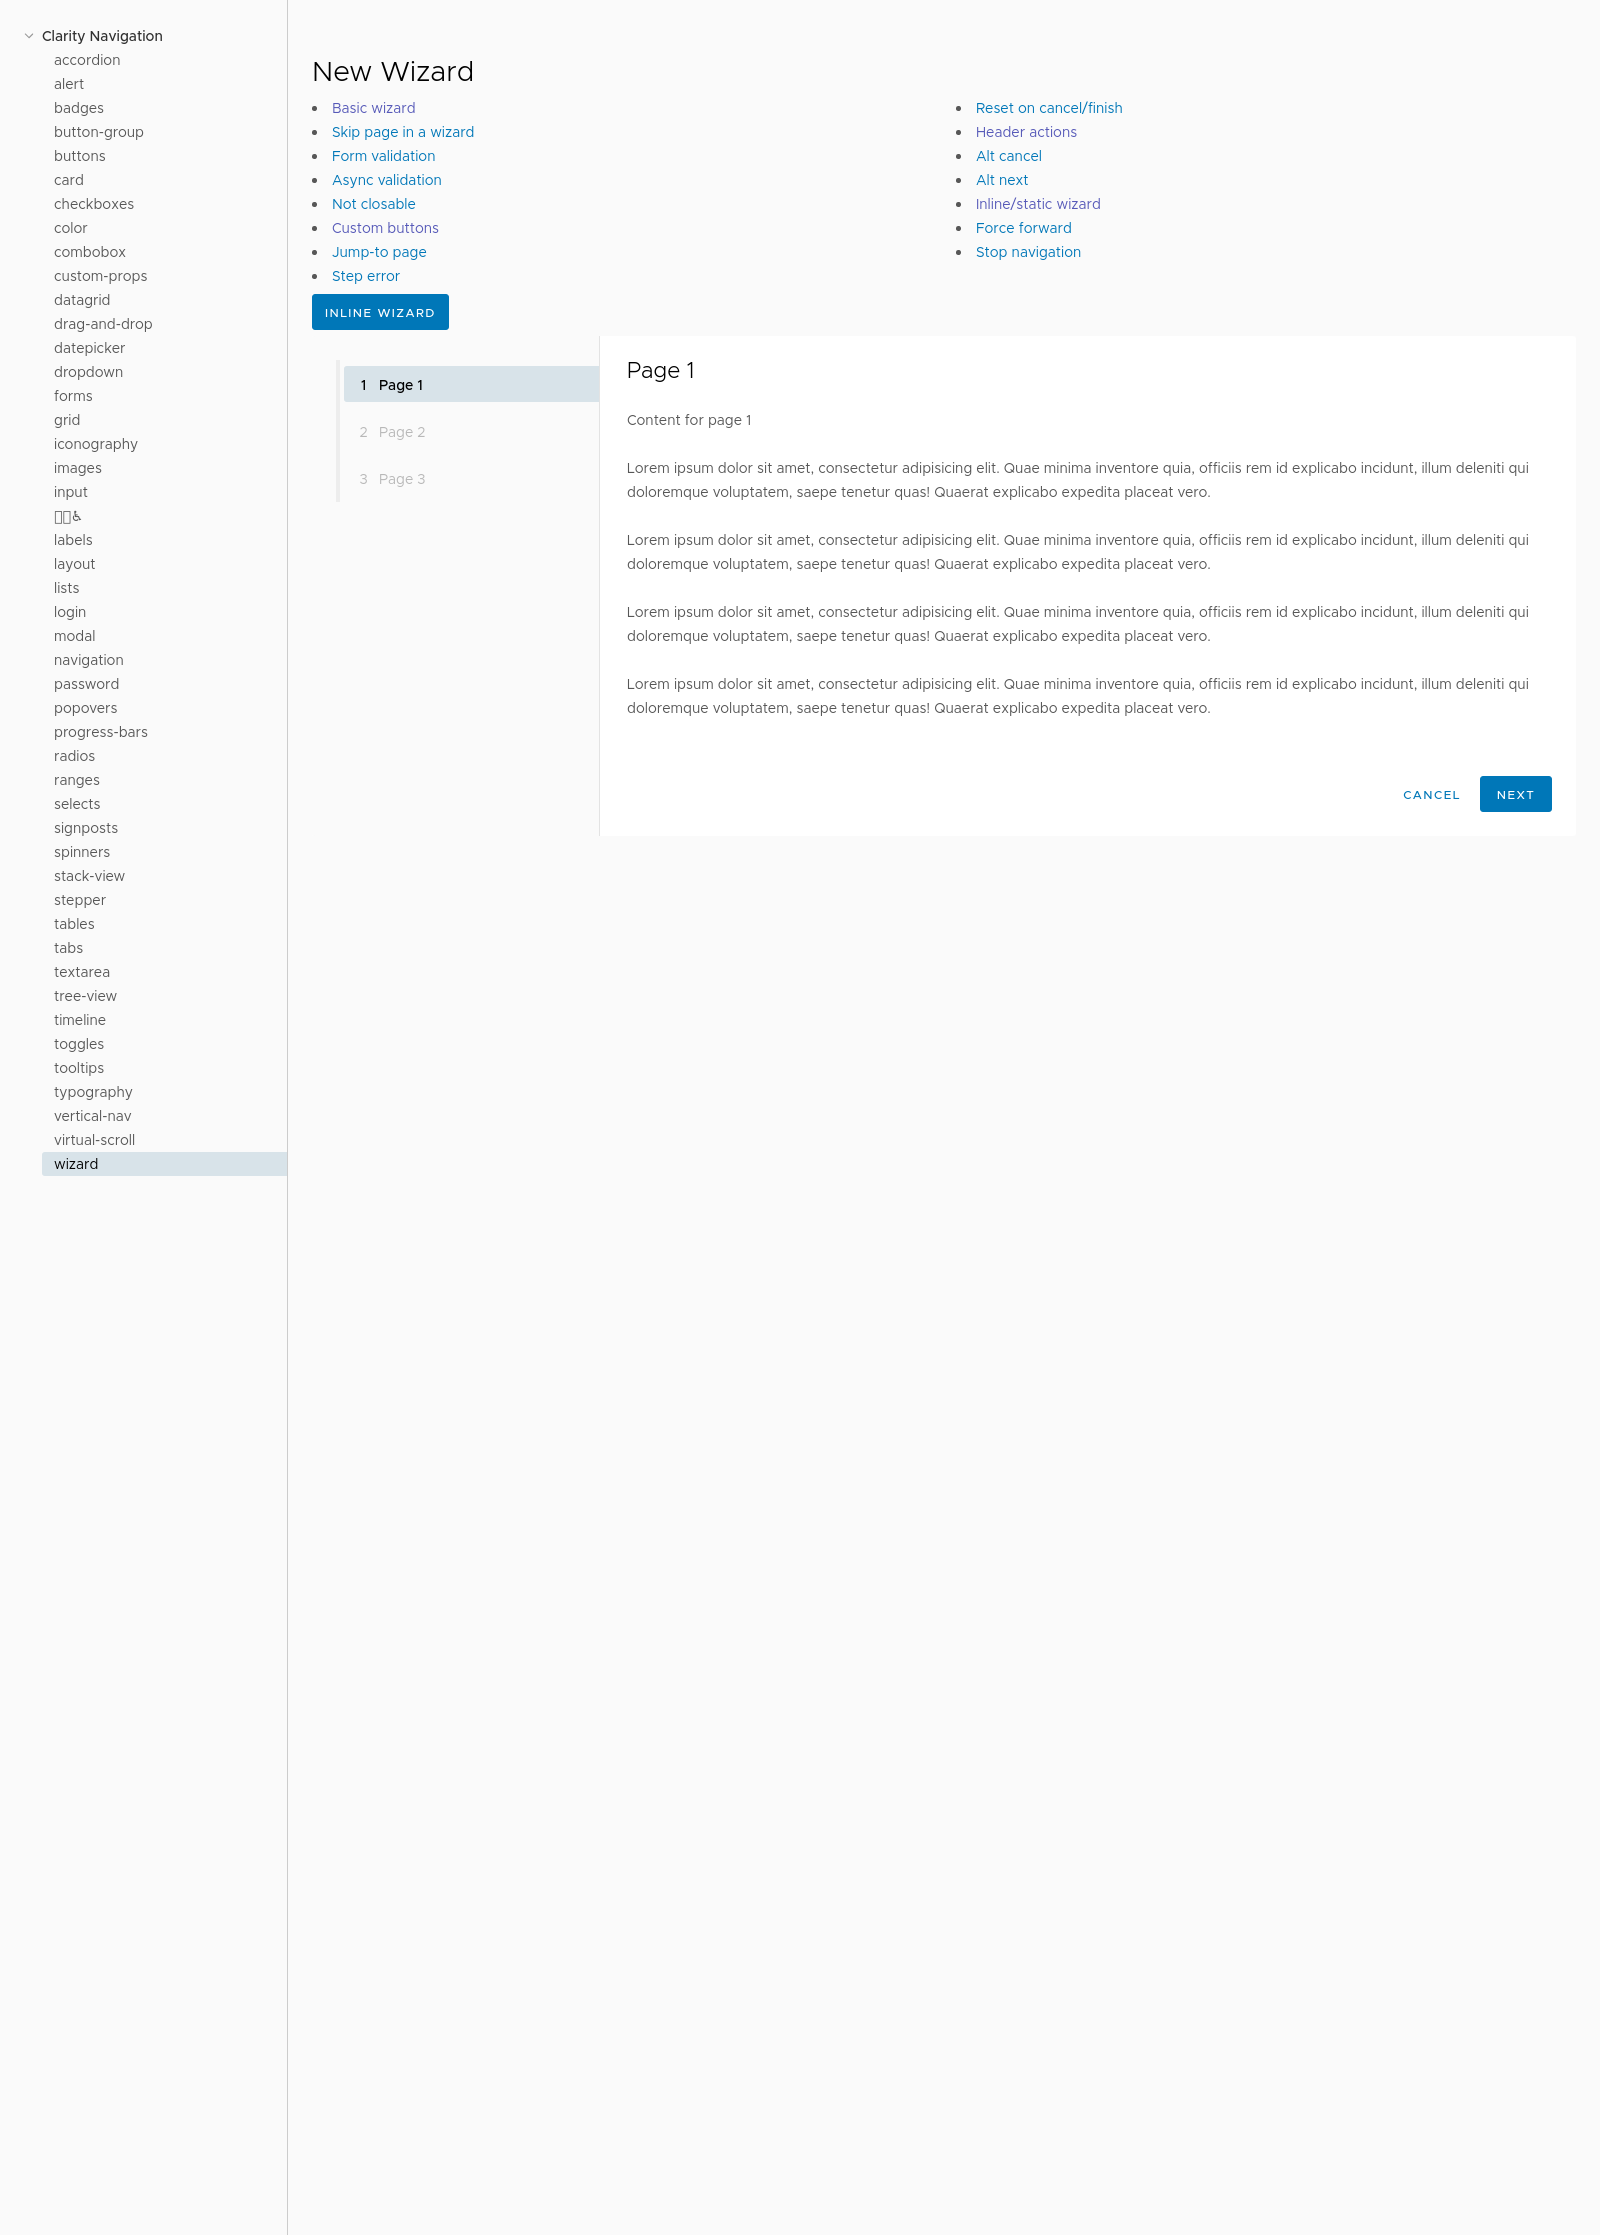 Clarity Navigation
accordion
alert
badges
button-group
buttons
card
checkboxes
color
combobox
custom-props
datagrid
drag-and-drop
datepicker
dropdown
forms
grid
iconography
images
input
♿
labels
layout
lists
login
modal
navigation
password
popovers
progress-bars
radios
ranges
selects
signposts
spinners
stack-view
stepper
tables
tabs
textarea
tree-view
timeline
toggles
tooltips
typography
vertical-nav
virtual-scroll
wizard
New Wizard
Basic wizard
Skip page in a wizard
Form validation
Async validation
Not closable
Custom buttons
Jump-to page
Step error
Reset on cancel/finish
Header actions
Alt cancel
Alt next
Inline/static wizard
Force forward
Stop navigation
INLINE WIZARD
1 Page 1
2 Page 2
3 Page 3
Page 1
Content for page 1
Lorem ipsum dolor sit amet, consectetur adipisicing elit. Quae minima inventore quia, officiis rem id explicabo incidunt, illum deleniti qui
doloremque voluptatem, saepe tenetur quas! Quaerat explicabo expedita placeat vero.
Lorem ipsum dolor sit amet, consectetur adipisicing elit. Quae minima inventore quia, officiis rem id explicabo incidunt, illum deleniti qui
doloremque voluptatem, saepe tenetur quas! Quaerat explicabo expedita placeat vero.
Lorem ipsum dolor sit amet, consectetur adipisicing elit. Quae minima inventore quia, officiis rem id explicabo incidunt, illum deleniti qui
doloremque voluptatem, saepe tenetur quas! Quaerat explicabo expedita placeat vero.
Lorem ipsum dolor sit amet, consectetur adipisicing elit. Quae minima inventore quia, officiis rem id explicabo incidunt, illum deleniti qui
doloremque voluptatem, saepe tenetur quas! Quaerat explicabo expedita placeat vero.
CANCEL
NEXT